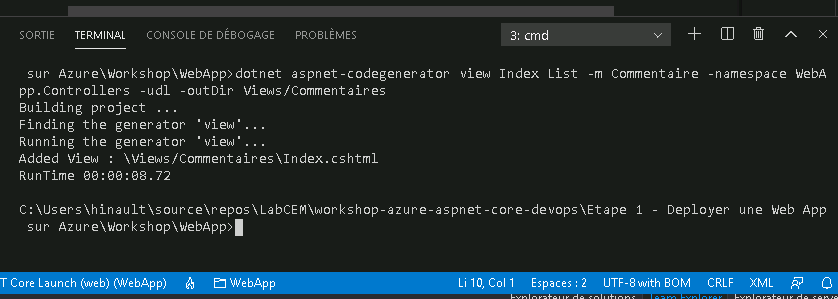 SORTIE TERMINAL CONSOLE DE DÉBOGAGE PROBLÈMES 3: cmd
sur Azure\Workshop\WebApp>dotnet aspnet-codegenerator view Index List -m Commentaire -namespace WebA
pp.Controllers -udl -outDir Views/Commentaires
Building project ...
Finding the generator 'view'...
Running the generator 'view'...
Added View : \Views/Commentaires\Index.cshtml
RunTime 00:00:08.72
C:\Users\hinault\source\repos\LabCEM\workshop-azure-aspnet-core-devops\Etape 1 - Deployer une Web App
sur Azure\Workshop\WebApp>
T Core Launch (web) (WebApp) WebApp Li 10, Col 1 Espaces : 2 UTF-8 with BOM CRLF XML
Explorateur de solutions Team Explorer Explorateur de serve